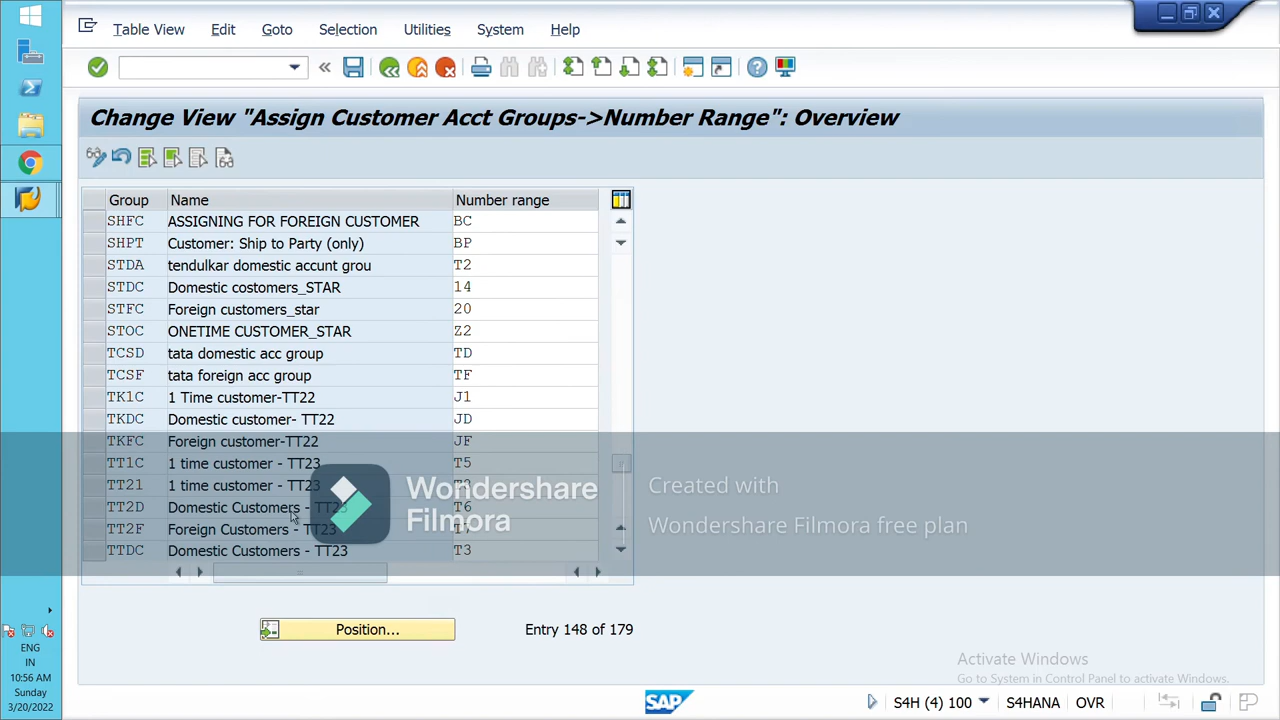 Table View Edit Goto Selection Utilities System Help
Change View "Assign Customer Acct Groups->Number Range": Overview
Group Name Number range
SHFC ASSIGNING FOR FOREIGN CUSTOMER BC
SHPT Customer: Ship to Party (only) BP
STDA tendulkar domestic accunt grou T2
STDC Domestic costomers_STAR 14
STFC Foreign customers_star 20
STOC ONETIME CUSTOMER_STAR Z2
TCSD tata domestic acc group TD
TCSF tata foreign acc group TF
TK1C 1 Time customer-TT22 J1
TKDC Domestic customer- TT22 JD
TKFC Foreign customer-TT22 JF
TT1C 1 time customer - TT23 T5
TT21 1 time customer - TT23
TT2D Domestic Customers - TT23 T6
TT2F Foreign Customers - TT23 T7
TTDC Domestic Customers - TT23 T3
Wondershare
Filmora
Created with
Wondershare Filmora free plan
Position... Entry 148 of 179
Activate Windows
Go to System in Control Panel to activate Windows.
SAP S4H (4) 100 S4HANA OVR
ENG
IN
10:56 AM
Sunday
3/20/2022